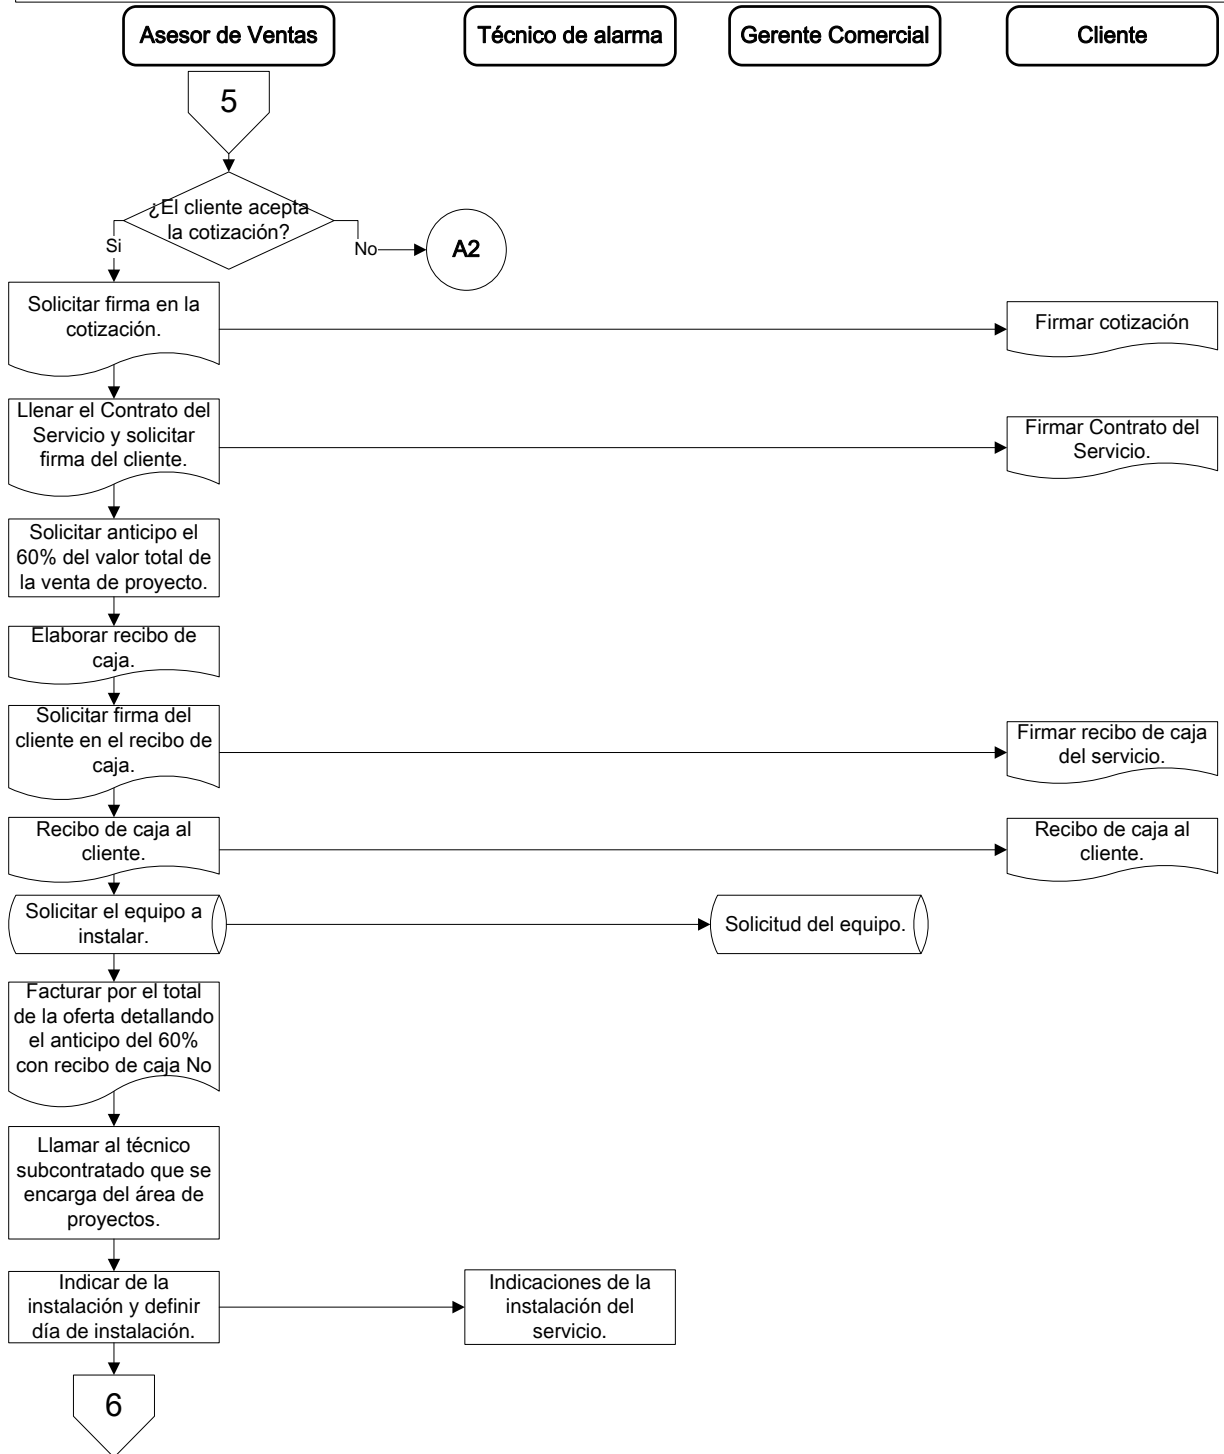 Asesor de Ventas
Técnico de alarma
Gerente Comercial
Cliente
5
¿El cliente acepta
la cotización?
Si
No
A2
Solicitar firma en la
cotización.
Firmar cotización
Llenar el Contrato del
Servicio y solicitar
firma del cliente.
Firmar Contrato del
Servicio.
Solicitar anticipo el
60% del valor total de
la venta de proyecto.
Elaborar recibo de
caja.
Solicitar firma del
cliente en el recibo de
caja.
Firmar recibo de caja
del servicio.
Recibo de caja al
cliente.
Recibo de caja al
cliente.
Solicitar el equipo a
instalar.
Solicitud del equipo.
Facturar por el total
de la oferta detallando
el anticipo del 60%
con recibo de caja No
Llamar al técnico
subcontratado que se
encarga del área de
proyectos.
Indicar de la
instalación y definir
día de instalación.
Indicaciones de la
instalación del
servicio.
6